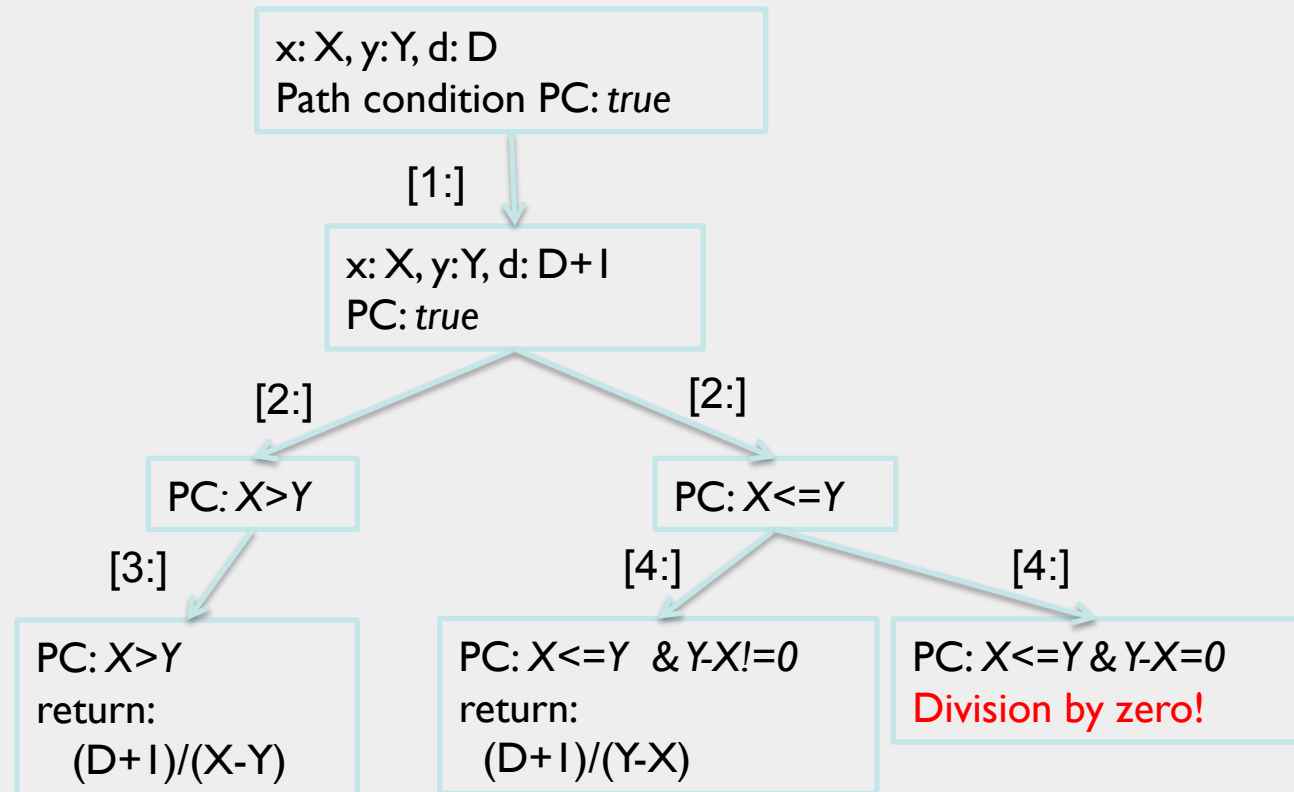 x: X, y:Y, d: D
Path condition PC: true
[1:]
x: X, y:Y, d: D+1
PC: true
[2:]
[2:]
PC: X>Y
PC: X<=Y
[3:]
[4:]
[4:]
PC: X>Y
return:
(D+1)/(X-Y)
PC: X<=Y & Y-X!=0
return:
(D+1)/(Y-X)
PC: X<=Y & Y-X=0
Division by zero!